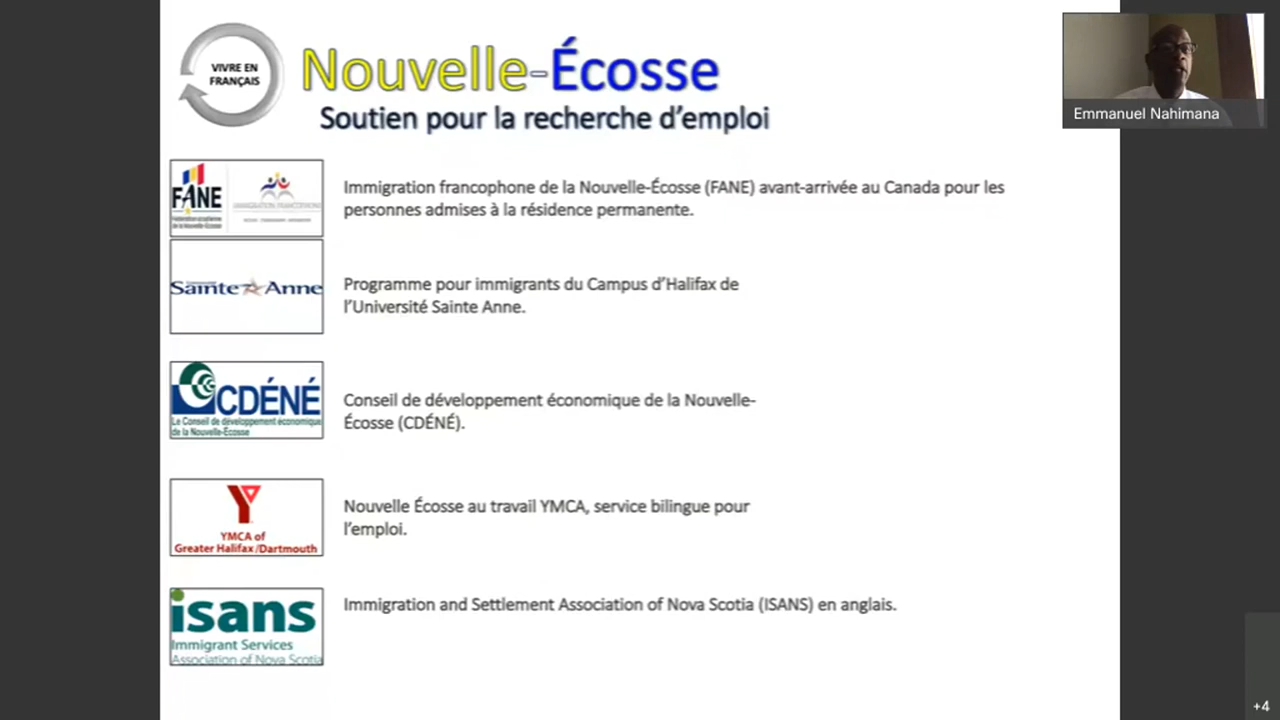 VIVRE EN
FRANÇAIS
Nouvelle-Écosse
Soutien pour la recherche d’emploi
Emmanuel Nahimana
FANE
Immigration francophone de la Nouvelle-Écosse (FANE) avant-arrivée au Canada pour les
personnes admises à la résidence permanente.
Sainte Anne
Programme pour immigrants du Campus d’Halifax de
l’Université Sainte Anne.
CDÉNÉ
Le Conseil de développement économique
de la Nouvelle-Écosse
Conseil de développement économique de la Nouvelle-
Écosse (CDÉNÉ).
YMCA of
Greater Halifax/Dartmouth
Nouvelle Écosse au travail YMCA, service bilingue pour
l’emploi.
isans
Immigrant Services
Association of Nova Scotia
Immigration and Settlement Association of Nova Scotia (ISANS) en anglais.
+4